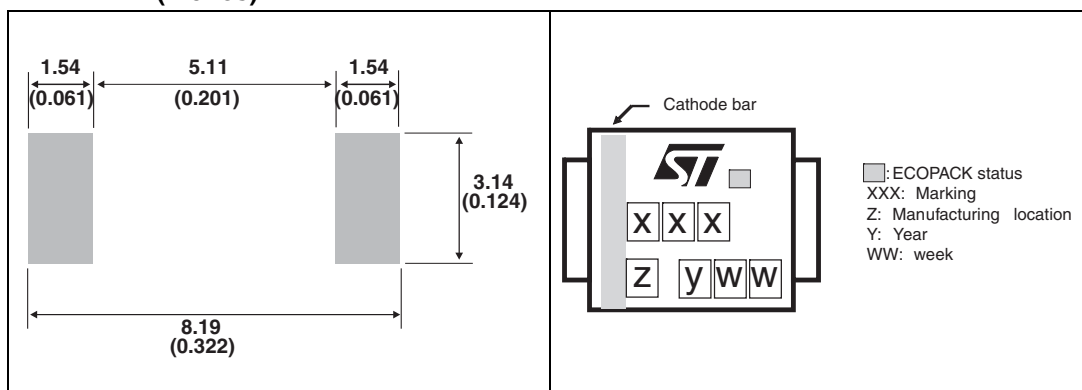 1.54
(0.061)
5.11
(0.201)
1.54
(0.061)
3.14
(0.124)
8.19
(0.322)
Cathode bar
ST
x x x
z y w w
:ECOPACK status
XXX: Marking
Z: Manufacturing location
Y: Year
WW: week